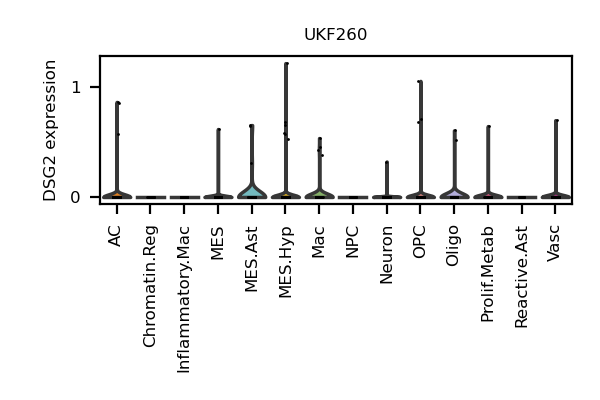 UKF260
DSG2 expression
1
0
AC
Chromatin.Reg
Inflammatory.Mac
MES
MES.Ast
MES.Hyp
Mac
NPC
Neuron
OPC
Oligo
Prolif.Metab
Reactive.Ast
Vasc